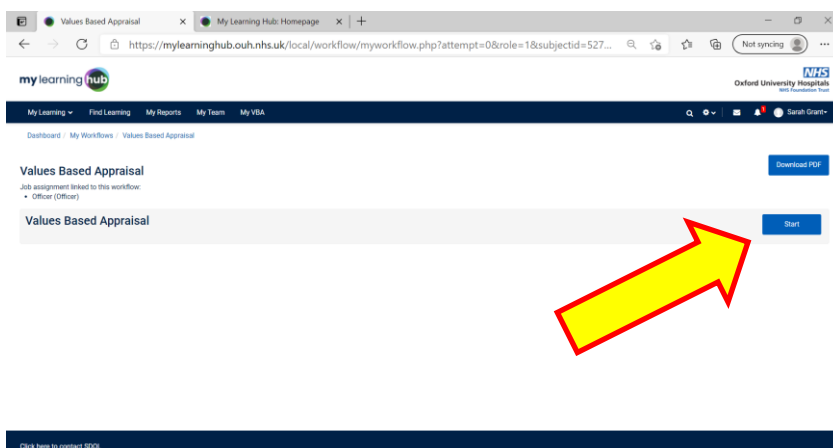 Values Based Appraisal
My Learning Hub: Homepage
https://mylearninghub.ouh.nhs.uk/local/workflow/myworkflow.php?attempt=0&role=1&subjectid=527...
Not syncing
my learning hub
NHS
Oxford University Hospitals
NHS Foundation Trust
My Learning Find Learning My Reports My Team My VBA
Sarah Grant
Dashboard / My Workflows / Values Based Appraisal
Download PDF
Values Based Appraisal
Job assignment linked to this workflow:
• Officer (Officer)
Values Based Appraisal
Start
Click here to contact SDOL